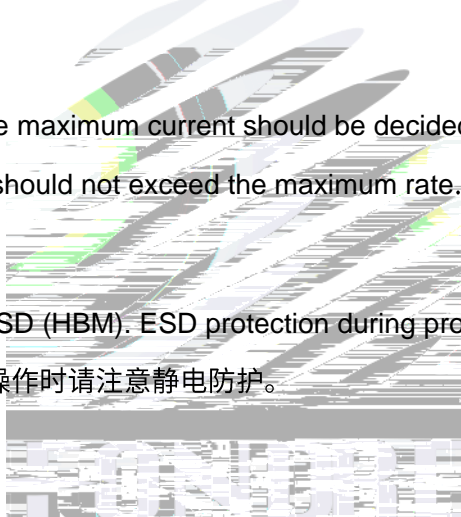 maximum current should be decided
should not exceed the maximum rate.
SD (HBM). ESD protection during pro
操作时请注意静电防护。